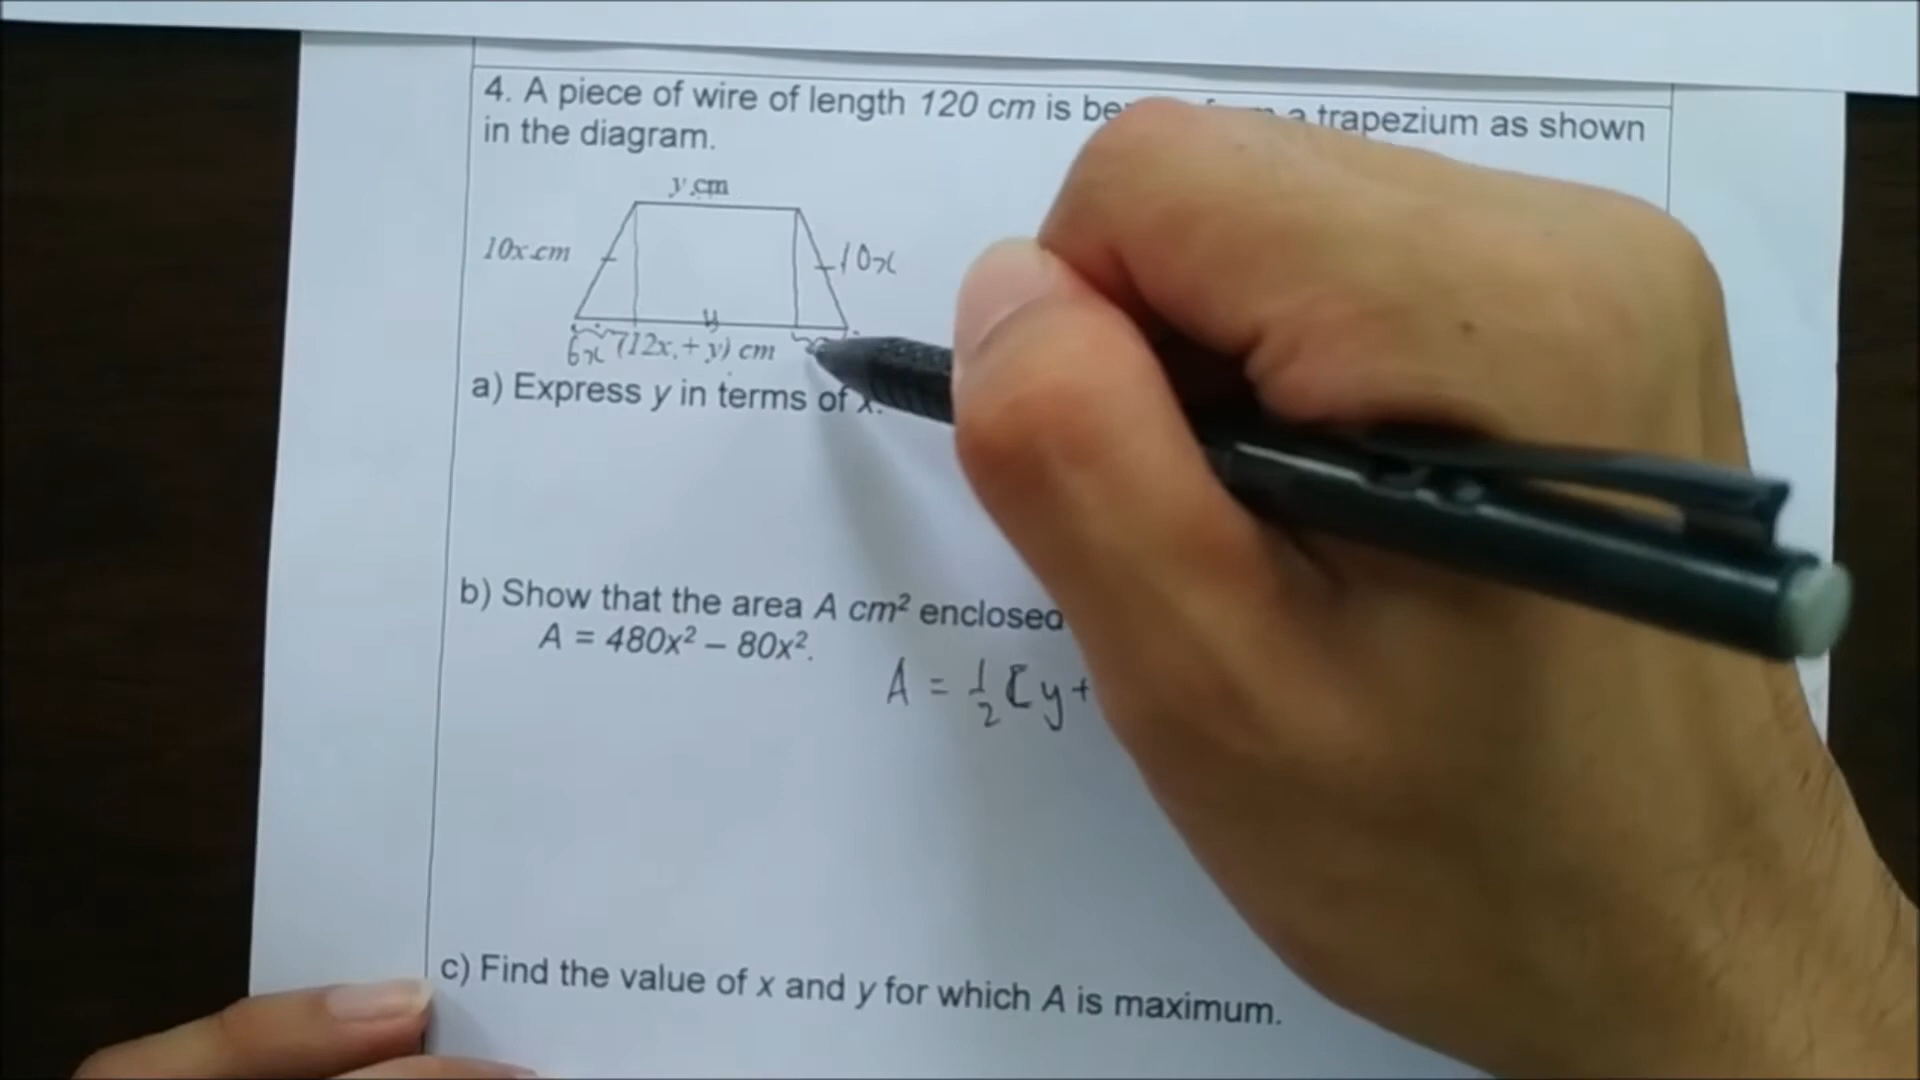 4. A piece of wire of length 120 cm is be trapezium as shown
in the diagram.
y cm
10x cm
10x
y
6x (12x + y) cm
a) Express y in terms of x.
b) Show that the area A cm² enclosed
A = 480x² – 80x².
A = 1/2 [y+
c) Find the value of x and y for which A is maximum.